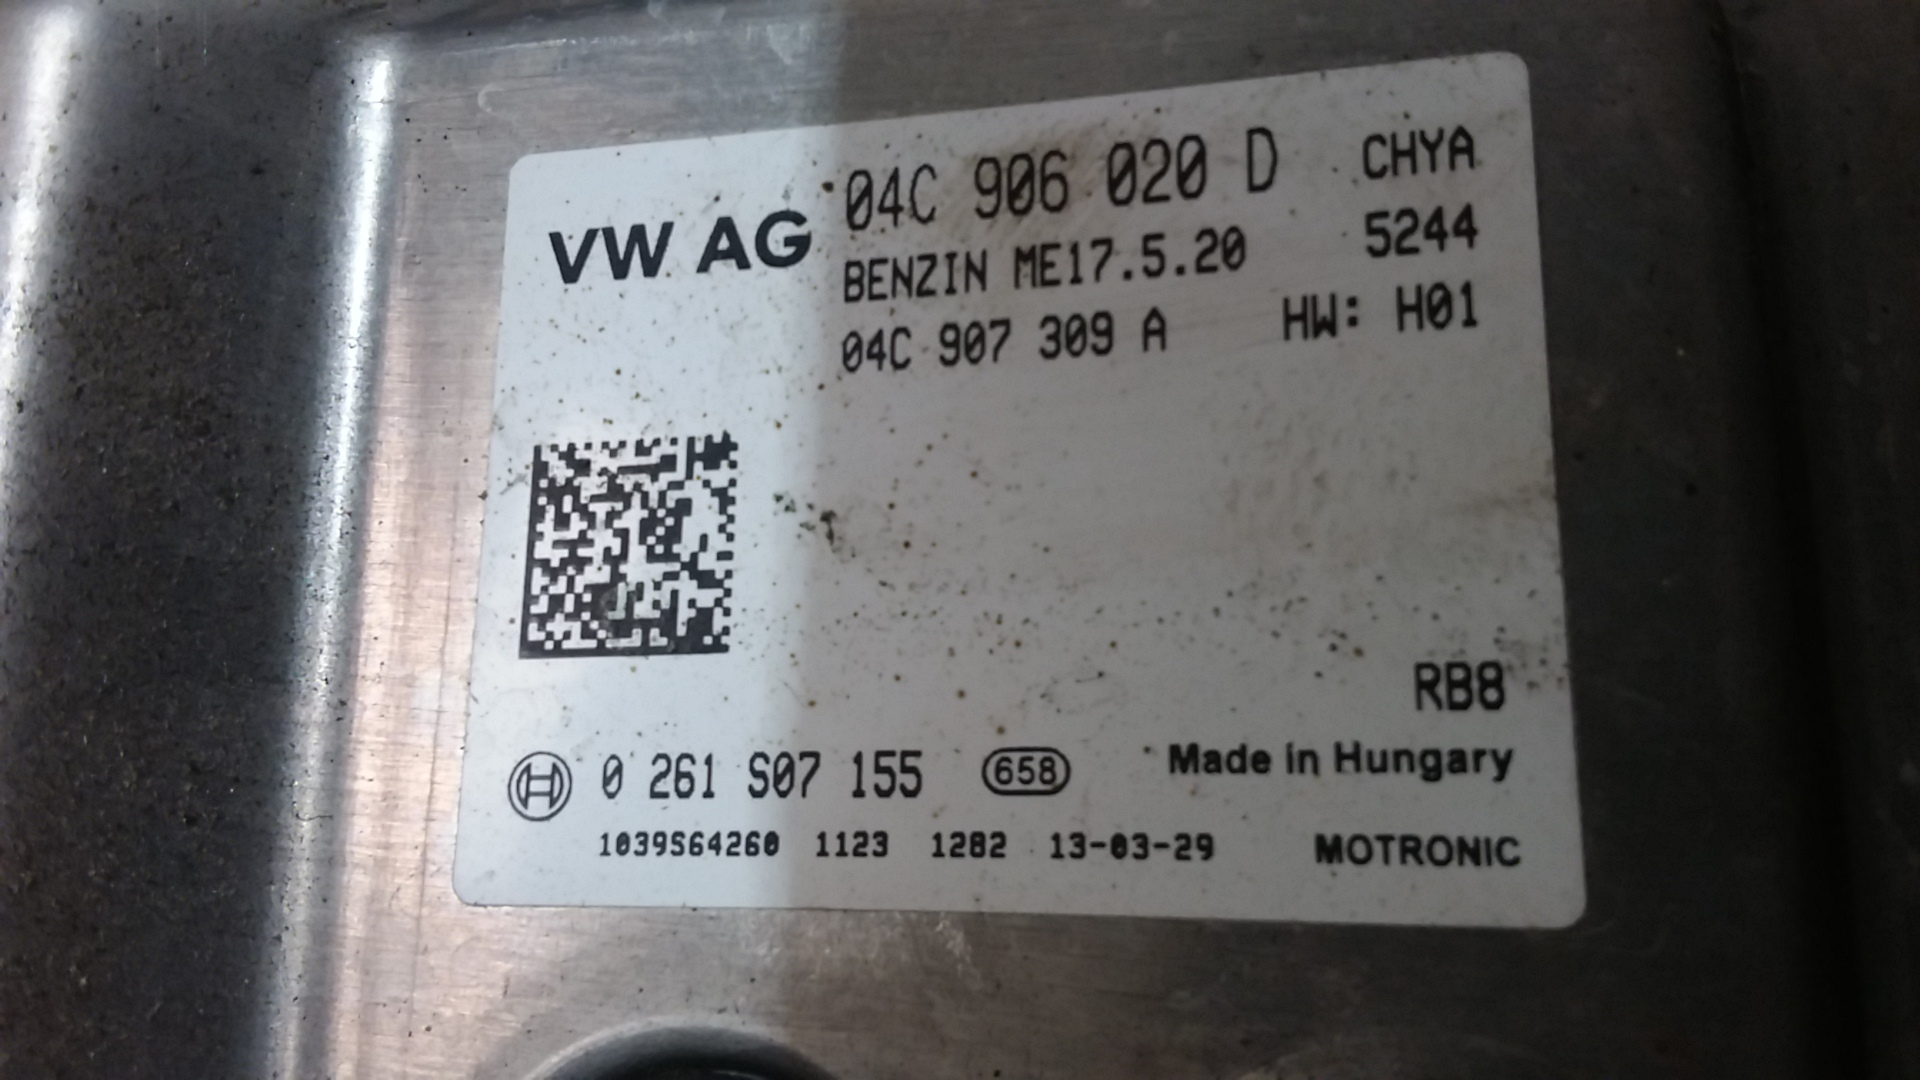 VW AG
04C 906 020 D CHYA
BENZIN ME17.5.20 5244
04C 907 309 A HW: H01
RB8
0 261 S07 155 658 Made in Hungary
1039S64260 1123 1282 13-03-29 MOTRONIC